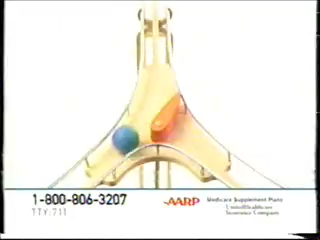 1-800-806-3207
TTY:711
AARP
Medicare Supplement Plans
UnitedHealthcare
Insurance Company